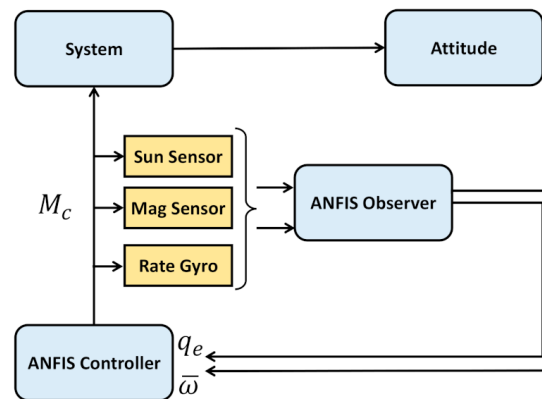 System
Attitude
Sun Sensor
Mag Sensor
Rate Gyro
ANFIS Observer
M_c
ANFIS Controller
q_e
ω̅